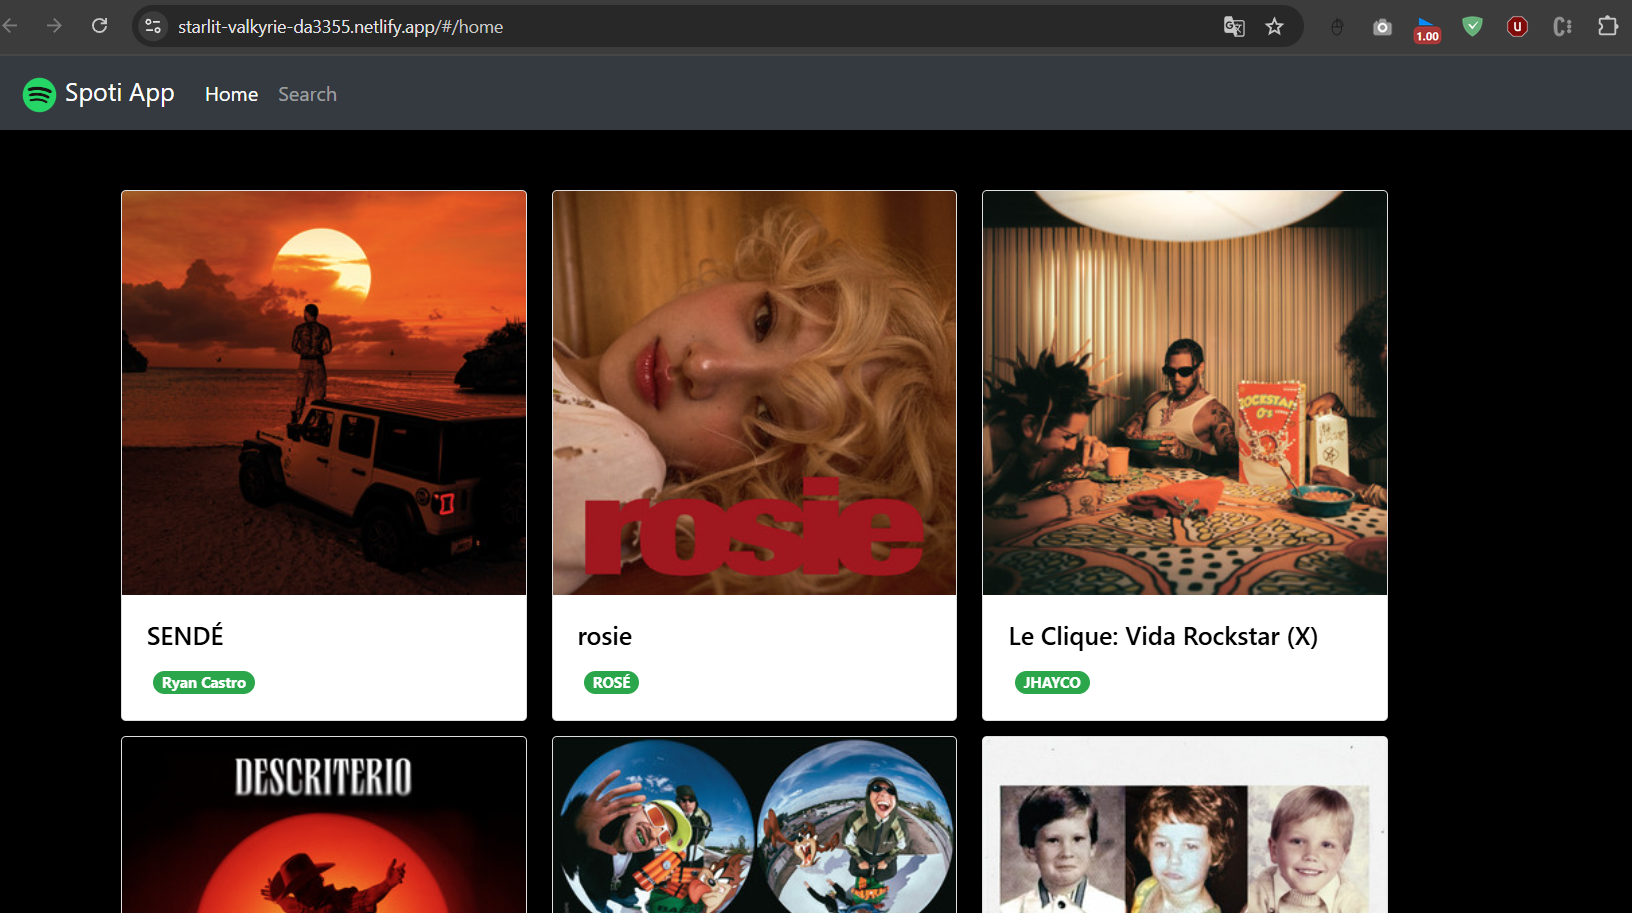 starlit-valkyrie-da3355.netlify.app/#/home
1.00
Spoti App Home Search
rosie
ROCKSTAR
O's
SENDÉ
rosie
Le Clique: Vida Rockstar (X)
Ryan Castro
ROSÉ
JHAYCO
DESCRITERIO